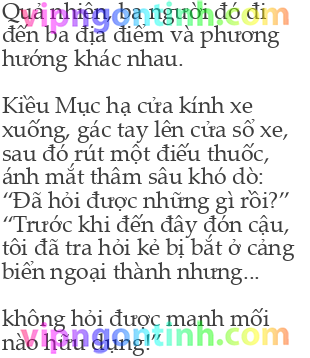 Quả nhiên, ba người đó đi
đến ba địa điểm và phương
hướng khác nhau.
Kiều Mục hạ cửa kính xe
xuống, gác tay lên cửa sổ xe,
sau đó rút một điếu thuốc,
ánh mắt thâm sâu khó dò:
“Đã hỏi được những gì rồi?”
“Trước khi đến đây đón cậu,
tôi đã tra hỏi kẻ bị bắt ở cảng
biển ngoại thành nhưng...
không hỏi được manh mối
nào hữu dụng!”
vipngontinh.com
vipngontinh.com